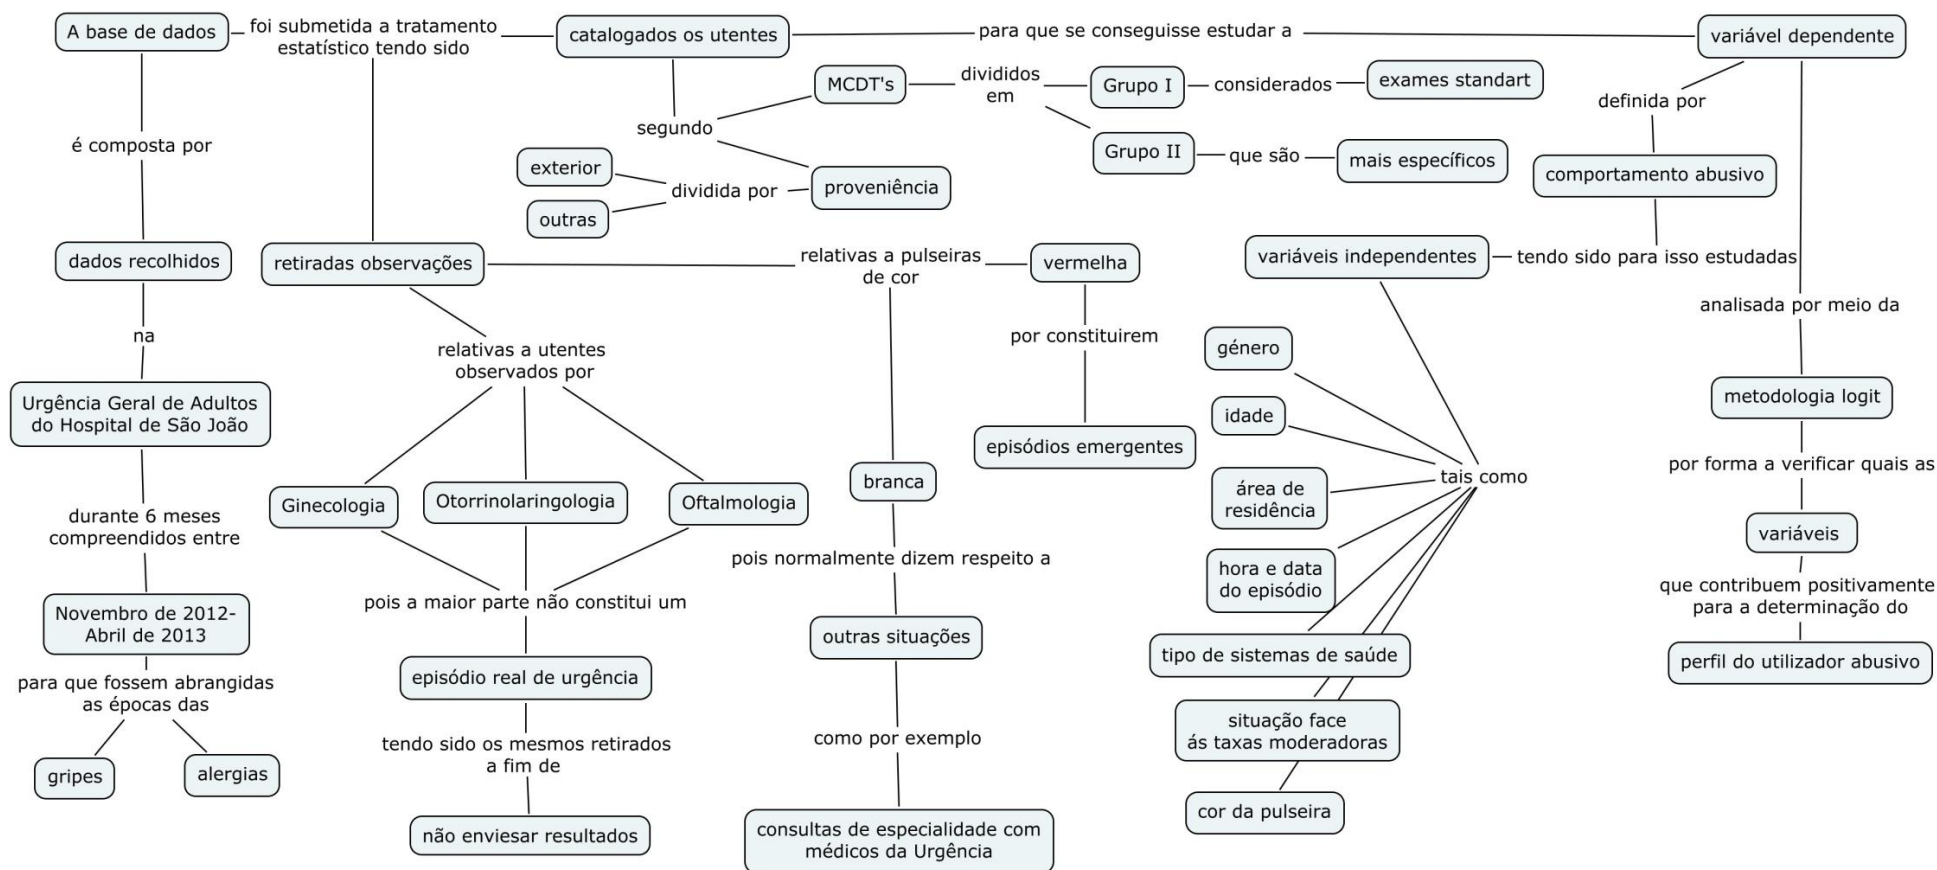 A base de dados
foi submetida a tratamento
estatístico tendo sido
catalogados os utentes
para que se conseguisse estudar a
variável dependente
MCDT's
divididos
em
Grupo I
considerados
exames standart
definida por
segundo
é composta por
Grupo II
que são
mais específicos
exterior
dividida por
proveniência
comportamento abusivo
outras
dados recolhidos
retiradas observações
relativas a pulseiras
de cor
vermelha
variáveis independentes
tendo sido para isso estudadas
analisada por meio da
na
por constituirem
relativas a utentes
observados por
género
Urgência Geral de Adultos
do Hospital de São João
metodologia logit
idade
episódios emergentes
por forma a verificar quais as
tais como
branca
área de
residência
Ginecologia
Otorrinolaringologia
Oftalmologia
durante 6 meses
compreendidos entre
variáveis
pois normalmente dizem respeito a
hora e data
do episódio
que contribuem positivamente
para a determinação do
pois a maior parte não constitui um
Novembro de 2012-
Abril de 2013
outras situações
tipo de sistemas de saúde
perfil do utilizador abusivo
episódio real de urgência
para que fossem abrangidas
as épocas das
situação face
ás taxas moderadoras
tendo sido os mesmos retirados
a fim de
como por exemplo
gripes
alergias
cor da pulseira
não enviesar resultados
consultas de especialidade com
médicos da Urgência